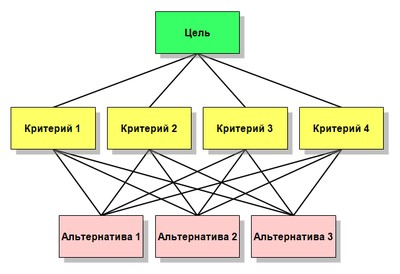 Цель
Критерий 1
Критерий 2
Критерий 3
Критерий 4
Альтернатива 1
Альтернатива 2
Альтернатива 3